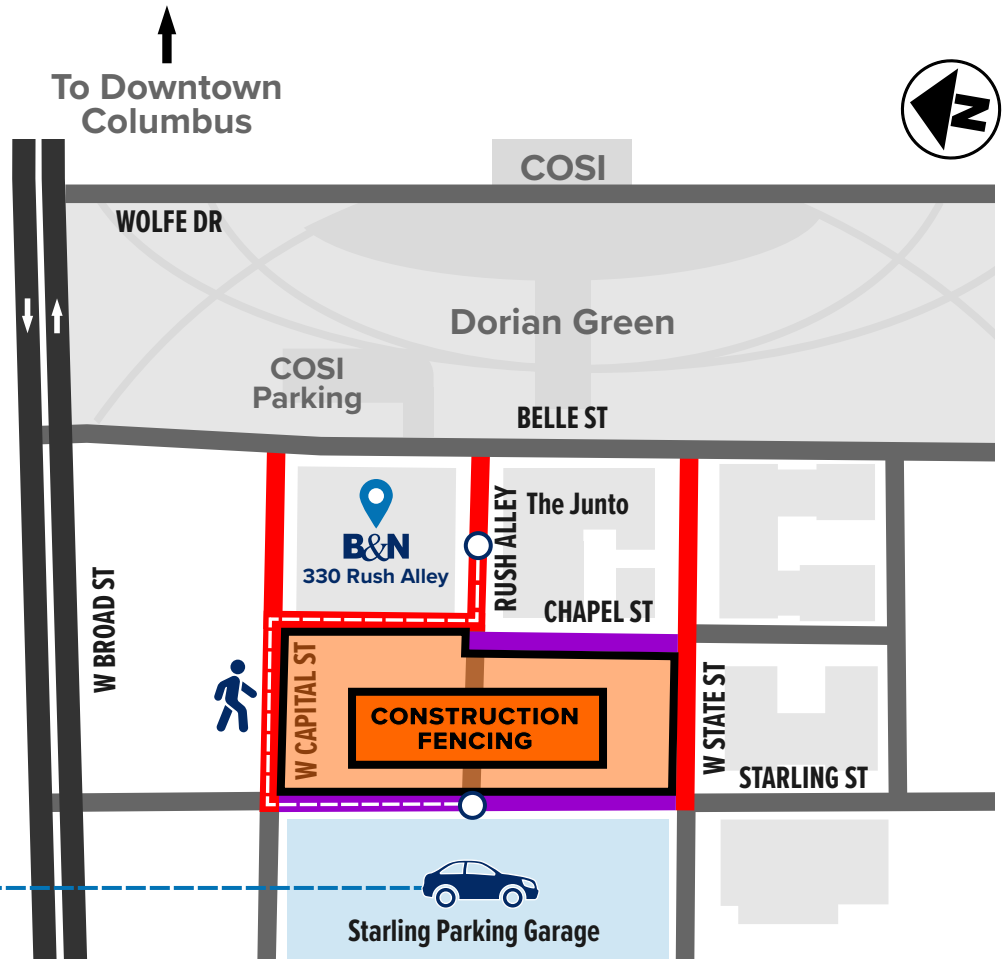 To Downtown
Columbus
N
COSI
WOLFE DR
Dorian Green
COSI
Parking
BELLE ST
B&N
330 Rush Alley
RUSH ALLEY
The Junto
CHAPEL ST
W BROAD ST
W CAPITAL ST
CONSTRUCTION
FENCING
W STATE ST
STARLING ST
Starling Parking Garage